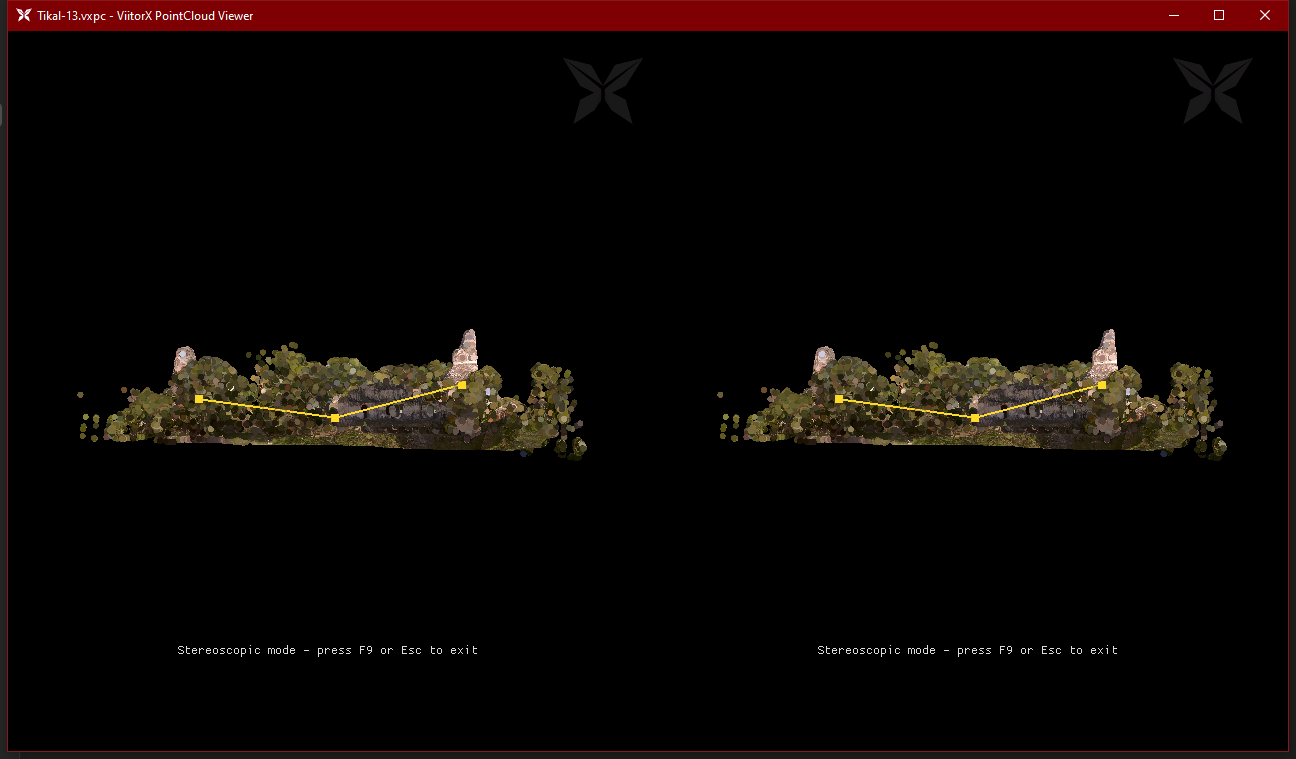 Tikal-13.vxpc - ViitorX PointCloud Viewer
Stereoscopic mode - press F9 or Esc to exit
Stereoscopic mode - press F9 or Esc to exit